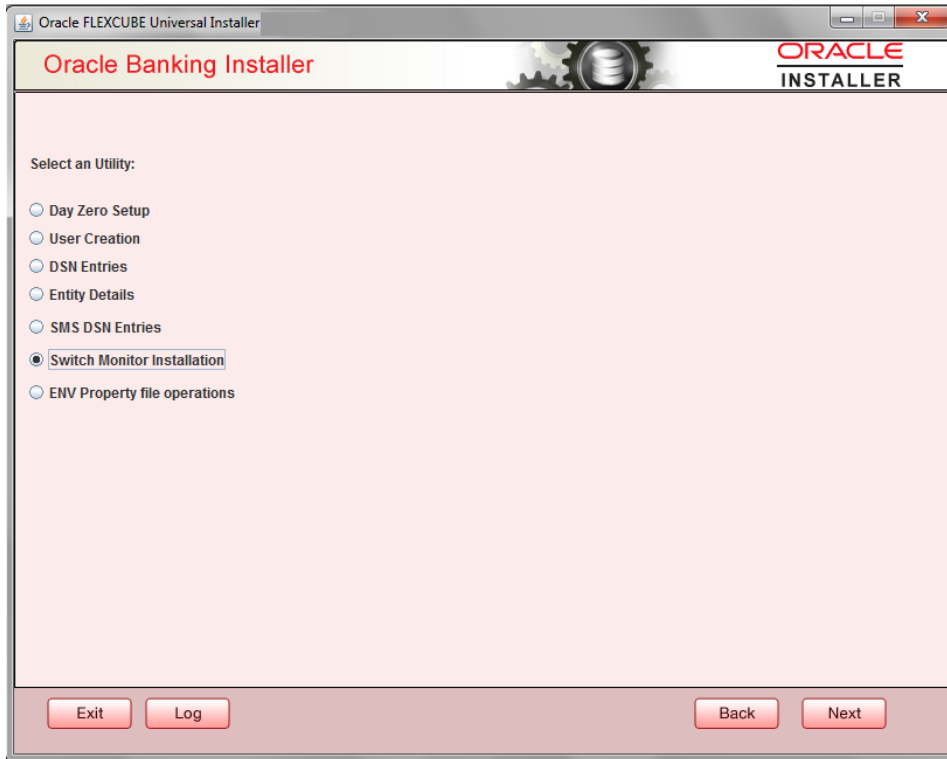 Oracle FLEXCUBE Universal Installer
Oracle Banking Installer
ORACLE
INSTALLER
Select an Utility:
Day Zero Setup
User Creation
DSN Entries
Entity Details
SMS DSN Entries
Switch Monitor Installation
ENV Property file operations
Exit Log Back Next